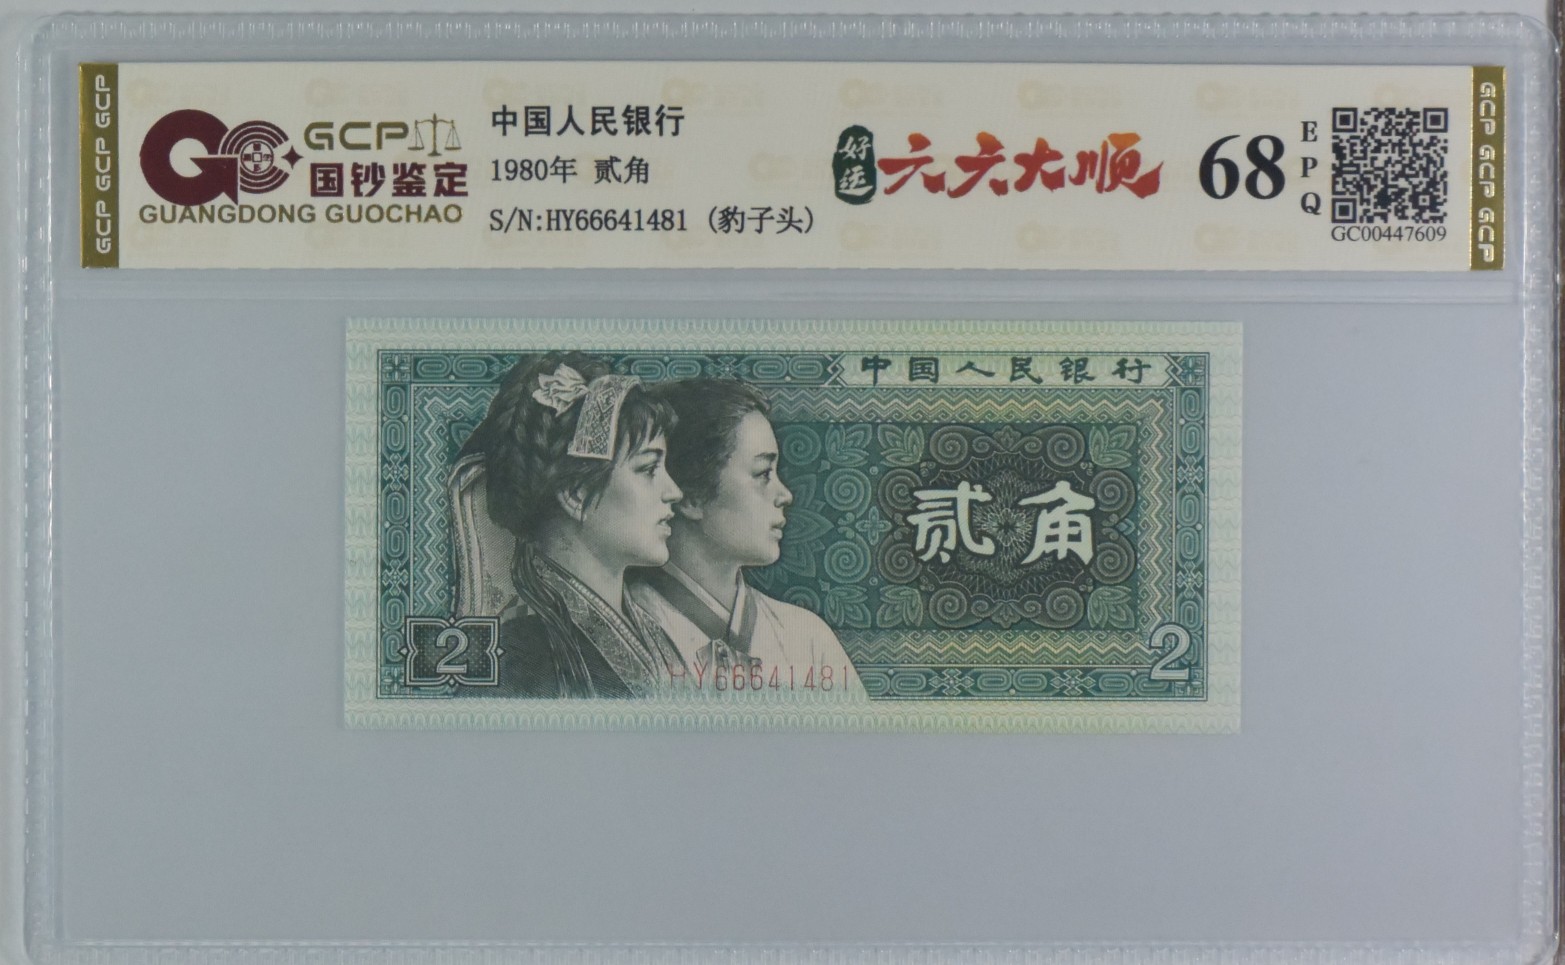 GCP GCP GCP
GCP
国钞鉴定
GUANGDONG GUOCHAO
中国人民银行
1980年 贰角
S/N:HY66641481 (豹子头)
好运
六六大顺
68
EPQ
GC00447609
GCP GCP GCP
中国人民银行
贰角
2
2
HY66641481